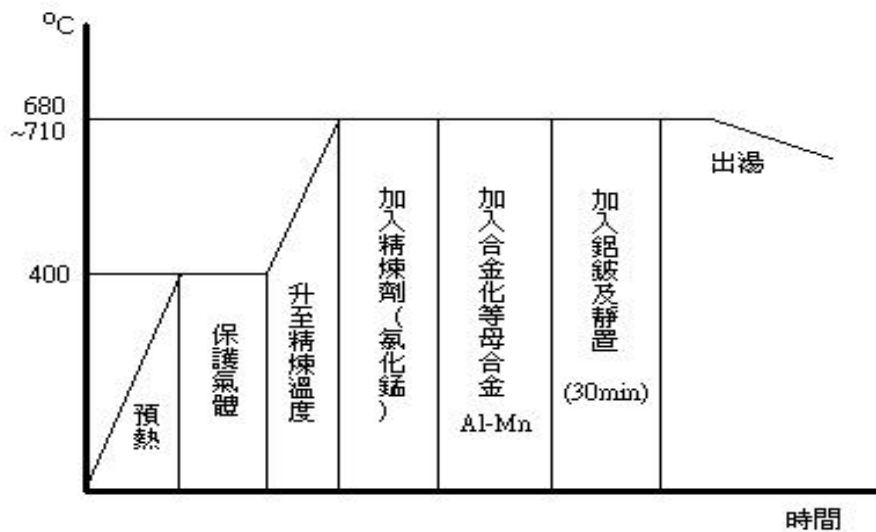 °C
680
~710
400
預熱
保護氣體
升至精煉溫度
加入精煉劑(氯化錳)
加入合金化等母合金
Al-Mn
加入鋁鈹及靜置
(30min)
出湯
時間